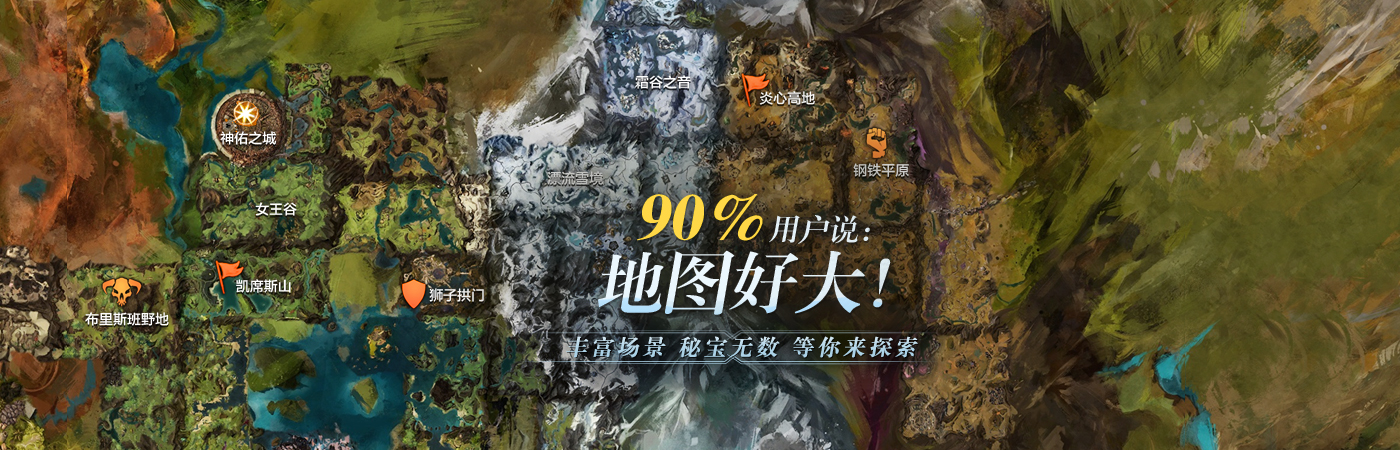 霜谷之音
炎心高地
神佑之城
钢铁平原
漂流雪境
女王谷
90%用户说:
地图好大!
凯席斯山
狮子拱门
布里斯班野地
丰富场景 秘宝无数 等你来探索